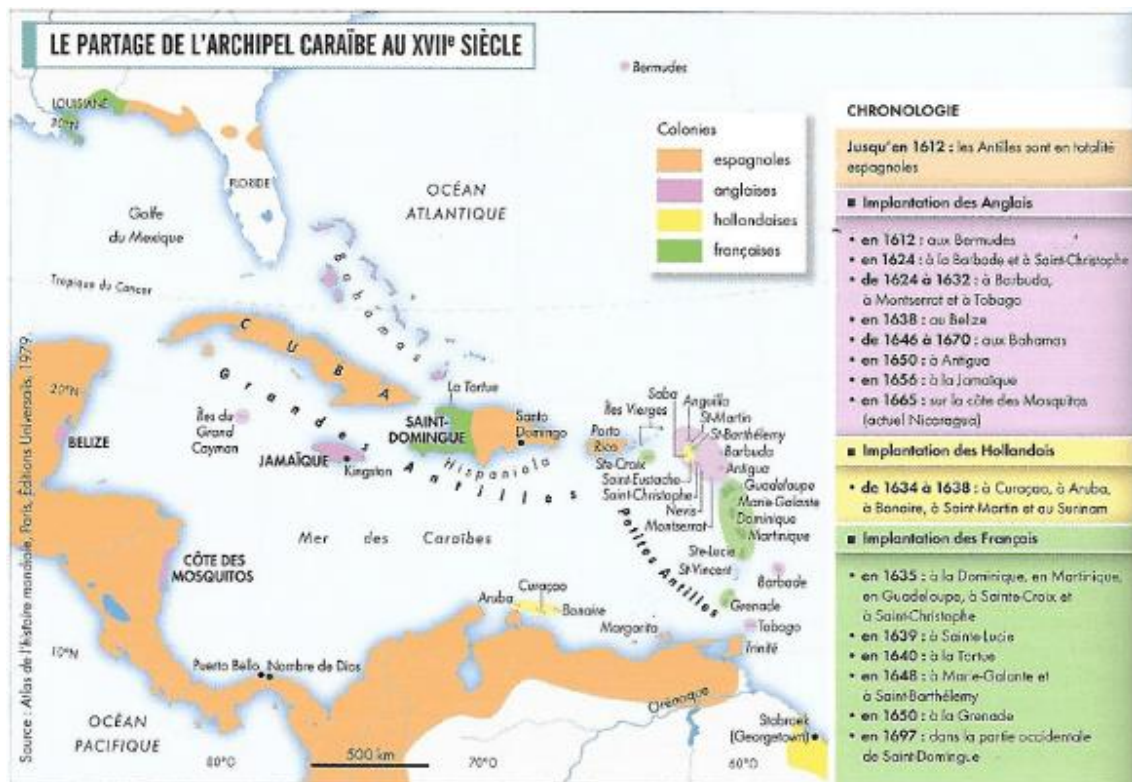 LE PARTAGE DE L'ARCHIPEL CARAÏBE AU XVIIᵉ SIÈCLE
Bermudes
LOUISIANE
30°N
FLORIDE
Golfe
du Mexique
OCÉAN
ATLANTIQUE
Tropique du Cancer
Bahamas
CUBA
Grandes Antilles
La Tortue
20°N
BELIZE
Îles du
Grand
Cayman
JAMAÏQUE
Kingston
SAINT-
DOMINGUE
Santo
Domingo
Hispaniola
Porto
Rico
Îles Vierges
Saba
Anguilla
St-Martin
St-Barthélemy
Barbuda
Antigua
Ste-Croix
Saint-Eustache
Saint-Christophe
Nevis
Montserrat
Guadeloupe
Marie-Galante
Dominique
Martinique
Ste-Lucie
St-Vincent
Barbade
Grenade
Tobago
Petites Antilles
Mer des Caraïbes
CÔTE DES
MOSQUITOS
Curaçao
Aruba
Bonaire
Margarita
Trinité
10°N
Puerto Bello
Nombre de Dios
Orénoque
Stabroek
(Georgetown)
OCÉAN
PACIFIQUE
500 km
80°O
70°O
60°O
Source : Atlas de l'histoire mondiale, Paris, Éditions Universalis, 1979.
Colonies
espagnoles
anglaises
hollandaises
françaises
CHRONOLOGIE
Jusqu'en 1612 : les Antilles sont en totalité
espagnoles
■ Implantation des Anglais
• en 1612 : aux Bermudes
• en 1624 : à la Barbade et à Saint-Christophe
• de 1624 à 1632 : à Barbuda,
à Montserrat et à Tobago
• en 1638 : au Belize
• de 1646 à 1670 : aux Bahamas
• en 1650 : à Antigua
• en 1656 : à la Jamaïque
• en 1665 : sur la côte des Mosquitos
(actuel Nicaragua)
■ Implantation des Hollandais
• de 1634 à 1638 : à Curaçao, à Aruba,
à Bonaire, à Saint-Martin et au Surinam
■ Implantation des Français
• en 1635 : à la Dominique, en Martinique,
en Guadeloupe, à Sainte-Croix et
à Saint-Christophe
• en 1639 : à Sainte-Lucie
• en 1640 : à la Tortue
• en 1648 : à Marie-Galante et
à Saint-Barthélemy
• en 1650 : à la Grenade
• en 1697 : dans la partie occidentale
de Saint-Domingue